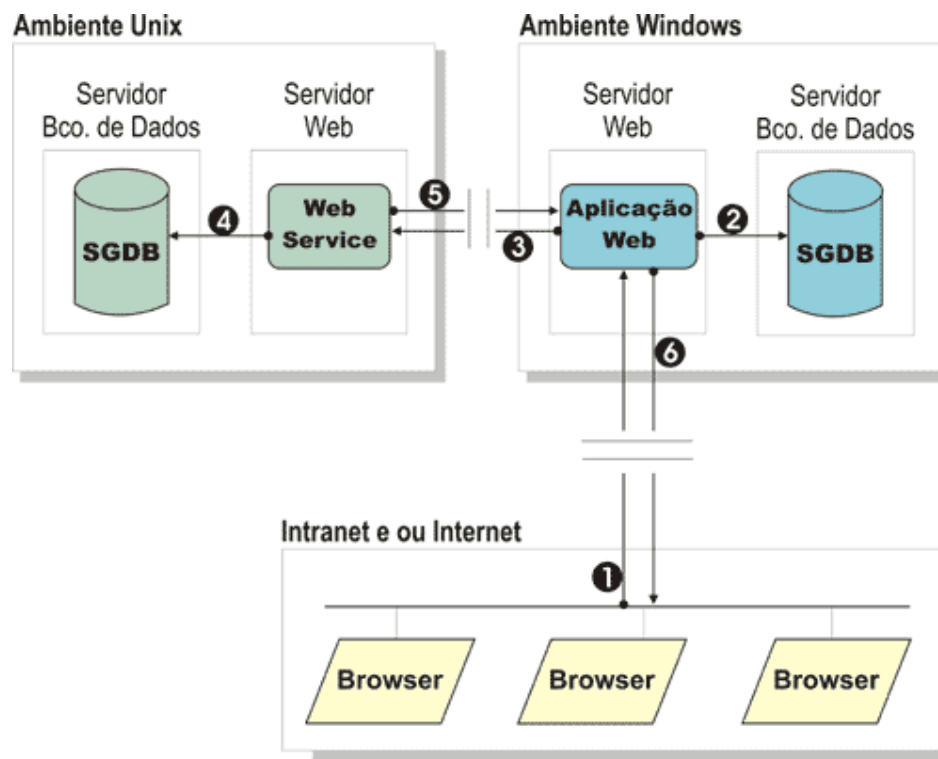 Ambiente Unix
Ambiente Windows
Servidor
Bco. de Dados
Servidor
Web
Servidor
Web
Servidor
Bco. de Dados
SGDB
4
Web
Service
5
3
Aplicação
Web
2
SGDB
6
1
Intranet e ou Internet
Browser
Browser
Browser